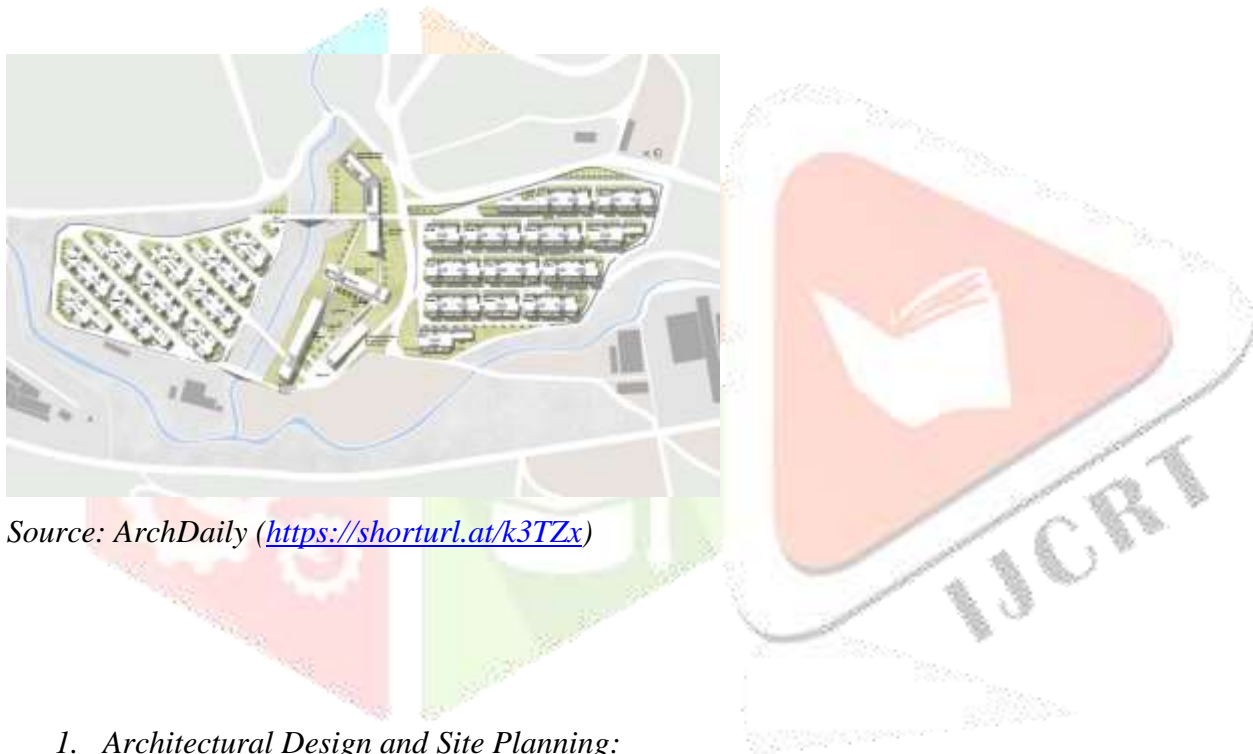 Source: ArchDaily (https://shorturl.at/k3TZx)
IJCRT
1. Architectural Design and Site Planning: